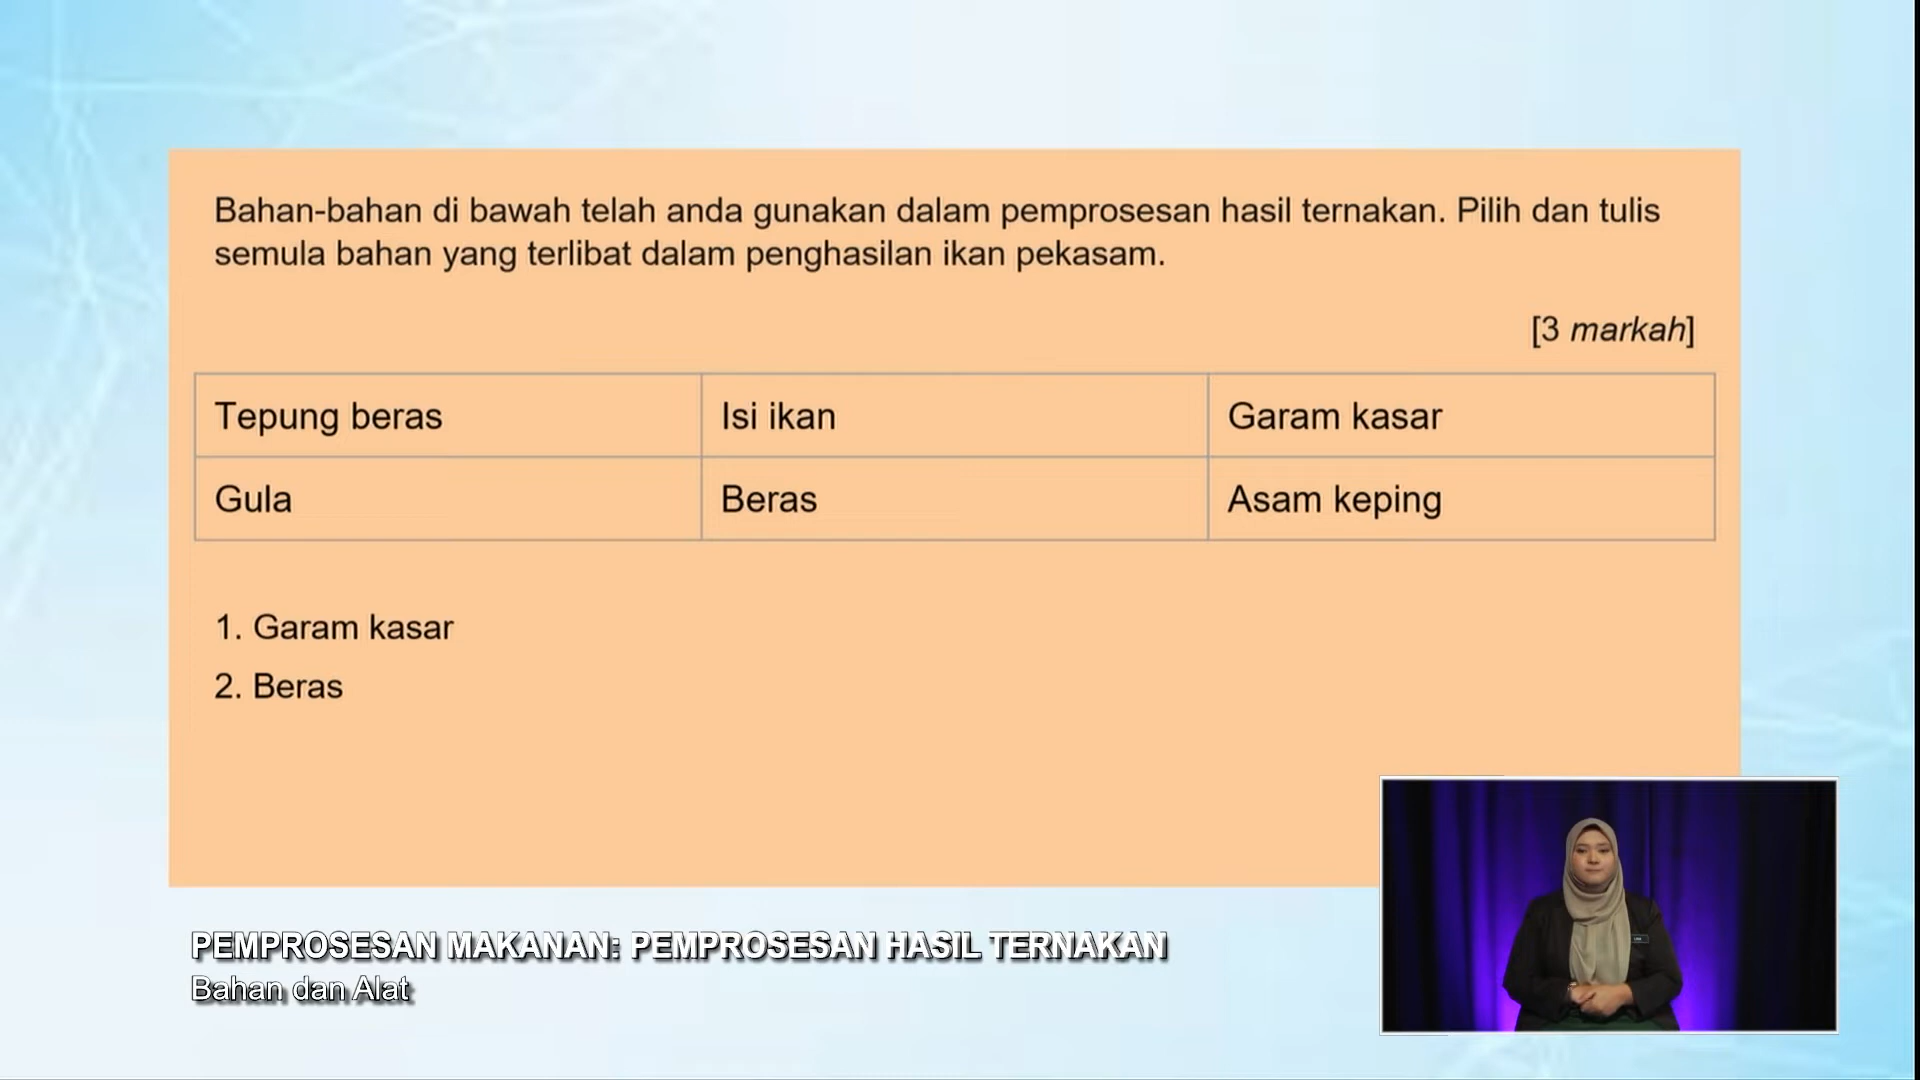 Bahan-bahan di bawah telah anda gunakan dalam pemprosesan hasil ternakan. Pilih dan tulis
semula bahan yang terlibat dalam penghasilan ikan pekasam.
[3 markah]
Tepung beras
Isi ikan
Garam kasar
Gula
Beras
Asam keping
1. Garam kasar
2. Beras
PEMPROSESAN MAKANAN: PEMPROSESAN HASIL TERNAKAN
Bahan dan Alat